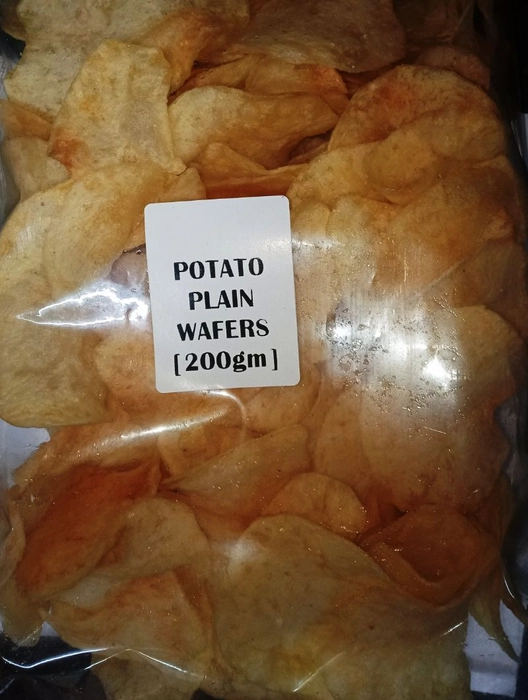 POTATO
PLAIN
WAFERS
[200gm]